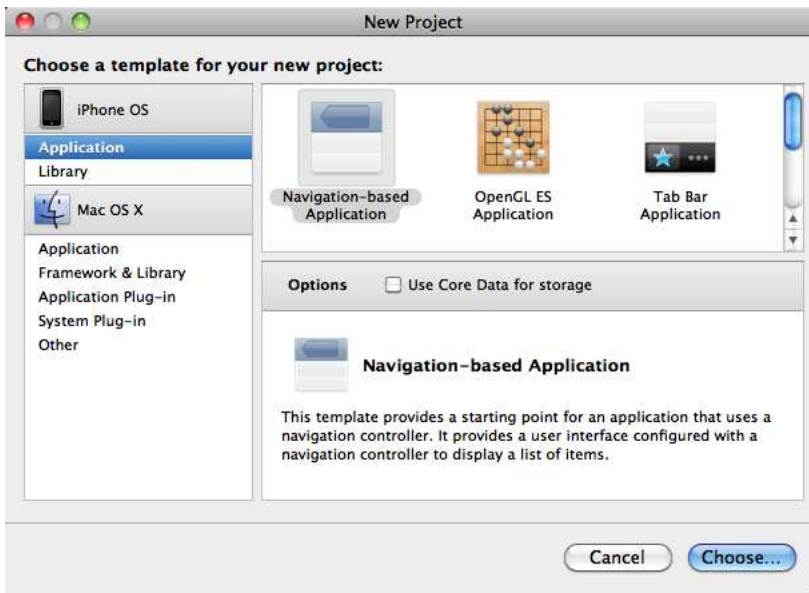 New Project
Choose a template for your new project:
iPhone OS
Application
Library
Mac OS X
Application
Framework & Library
Application Plug-in
System Plug-in
Other
Navigation-based
Application
OpenGL ES
Application
Tab Bar
Application
Options
Use Core Data for storage
Navigation-based Application
This template provides a starting point for an application that uses a
navigation controller. It provides a user interface configured with a
navigation controller to display a list of items.
Cancel
Choose...